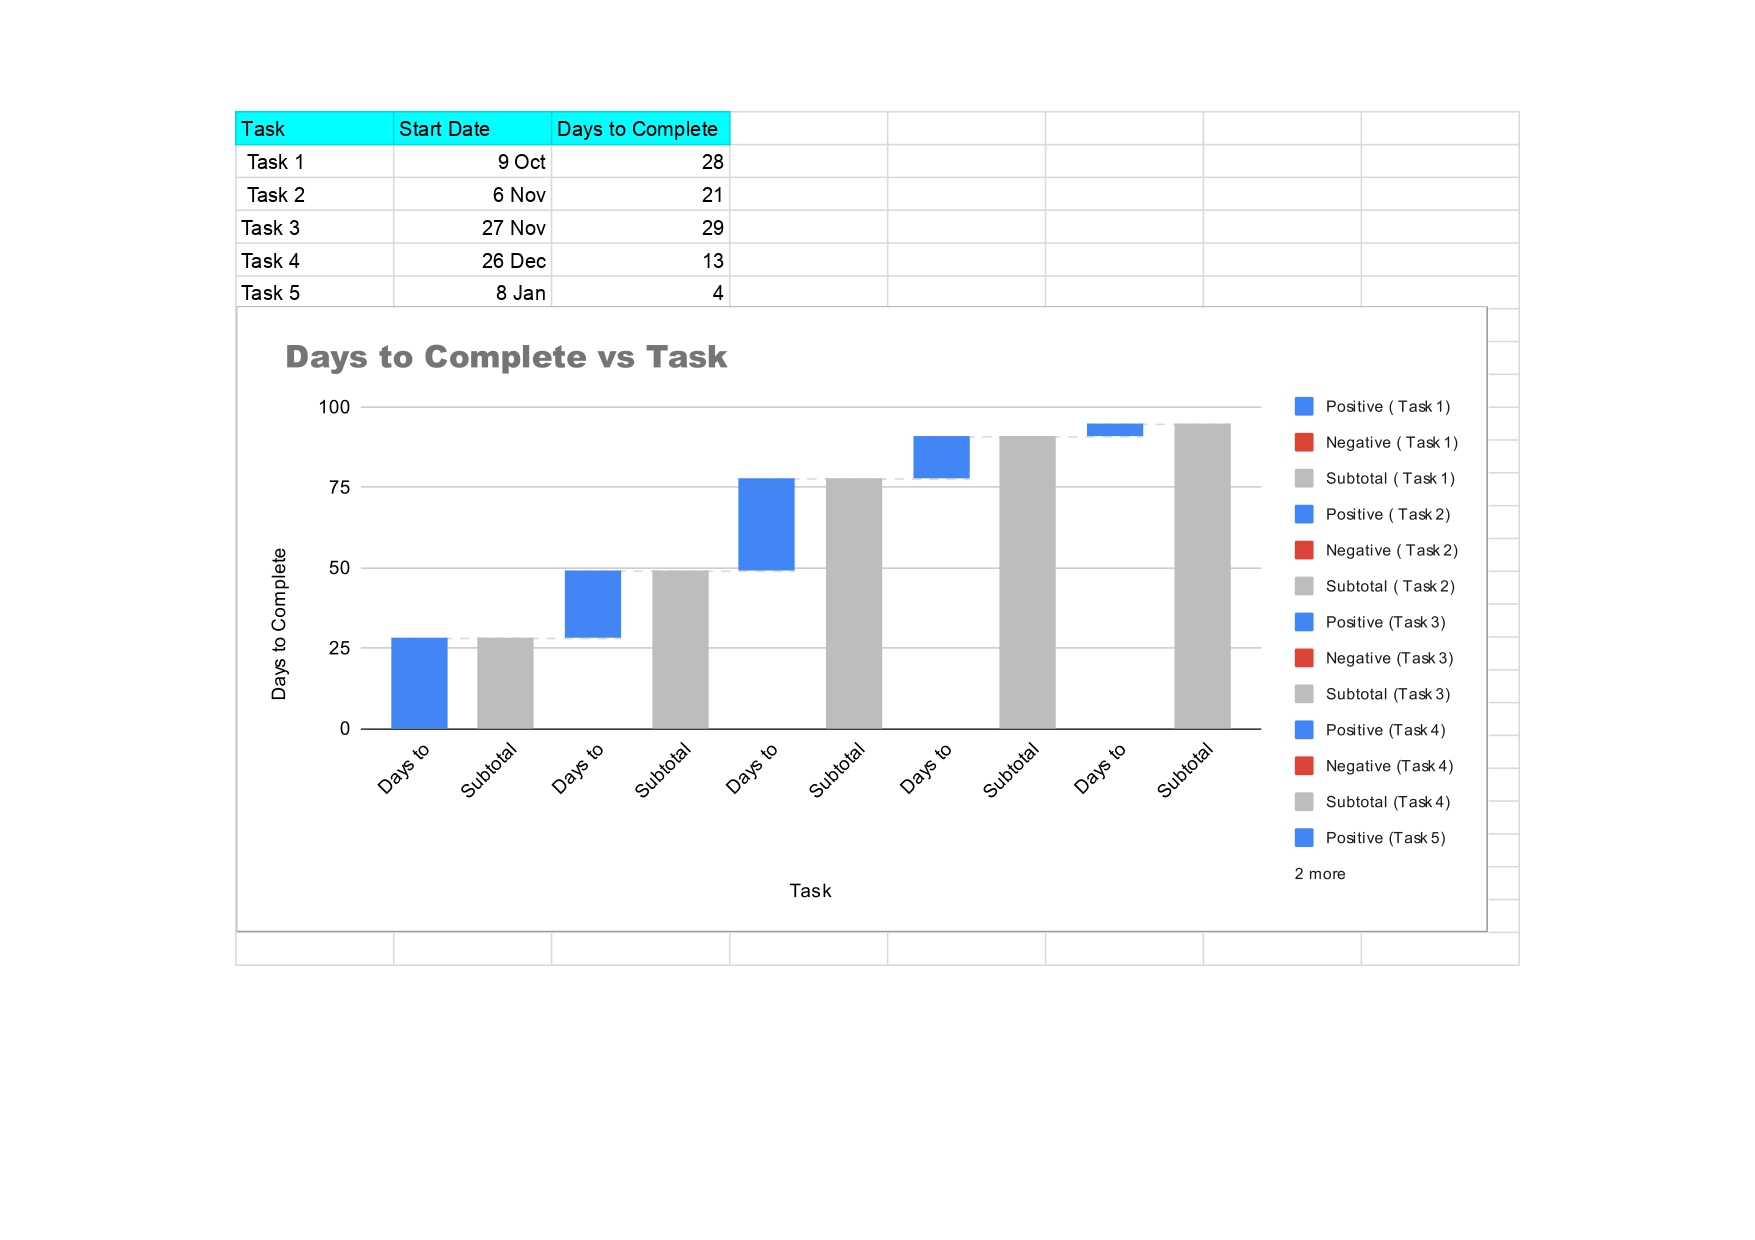 Task Start Date Days to Complete
Task 1 9 Oct 28
Task 2 6 Nov 21
Task 3 27 Nov 29
Task 4 26 Dec 13
Task 5 8 Jan 4
Days to Complete vs Task
Days to Complete
100
75
50
25
0
Days to
Subtotal
Days to
Subtotal
Days to
Subtotal
Days to
Subtotal
Days to
Subtotal
Task
Positive ( Task 1)
Negative ( Task 1)
Subtotal ( Task 1)
Positive ( Task 2)
Negative ( Task 2)
Subtotal ( Task 2)
Positive (Task 3)
Negative (Task 3)
Subtotal (Task 3)
Positive (Task 4)
Negative (Task 4)
Subtotal (Task 4)
Positive (Task 5)
2 more